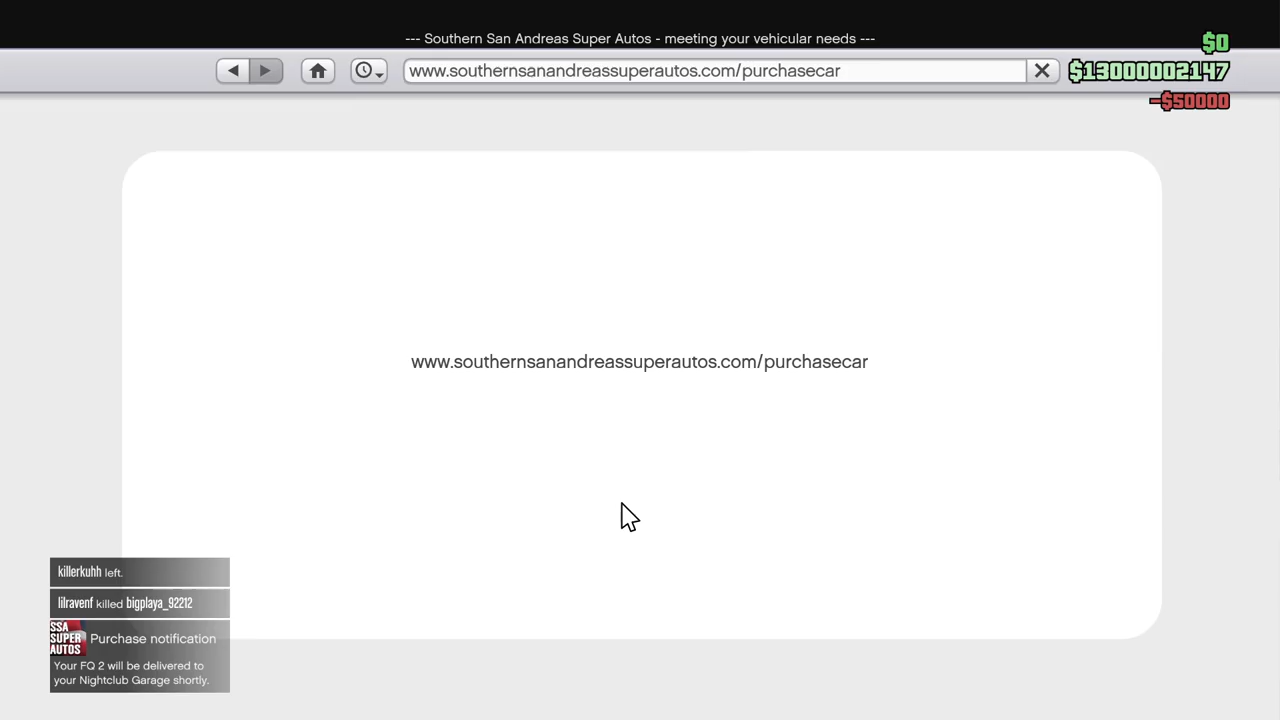 --- Southern San Andreas Super Autos - meeting your vehicular needs ---
$0
www.southernsanandreassuperautos.com/purchasecar
$13000002147
-$50000
www.southernsanandreassuperautos.com/purchasecar
killerkuhh left.
lilravenf killed bigplaya_92212
SSA
SUPER
AUTOS
Purchase notification
Your FQ 2 will be delivered to
your Nightclub Garage shortly.